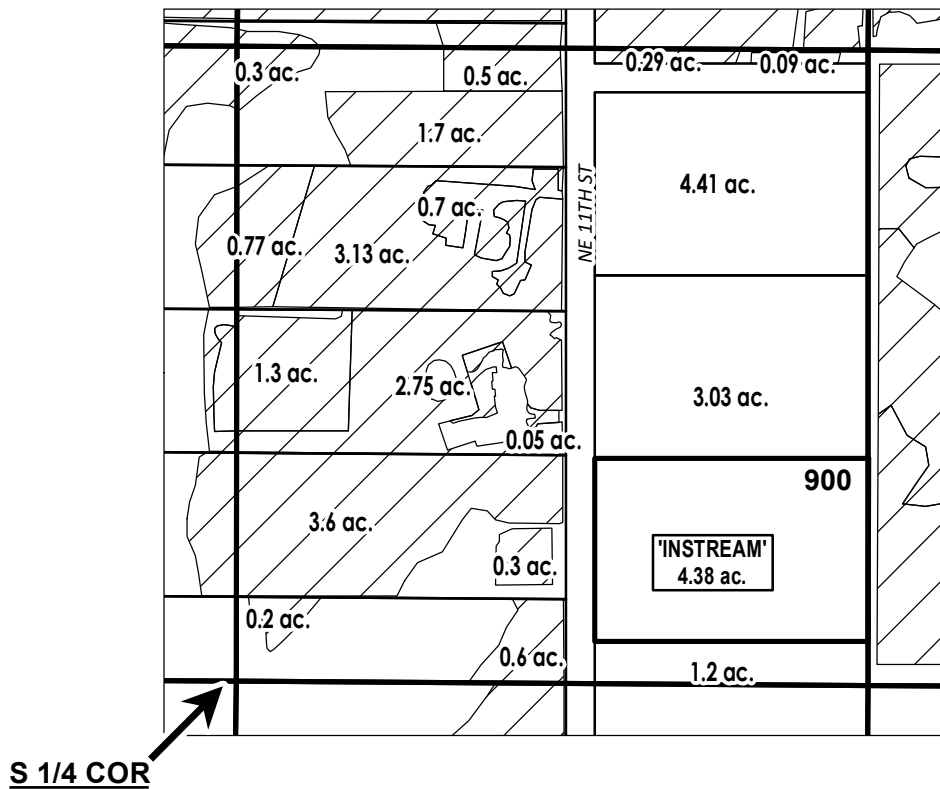 0.3 ac.
0.5 ac.
0.29 ac.
0.09 ac.
1.7 ac.
NE 11TH ST
4.41 ac.
0.7 ac.
0.77 ac.
3.13 ac.
1.3 ac.
2.75 ac.
3.03 ac.
0.05 ac.
900
3.6 ac.
'INSTREAM'
4.38 ac.
0.3 ac.
0.2 ac.
0.6 ac.
1.2 ac.
S 1/4 COR